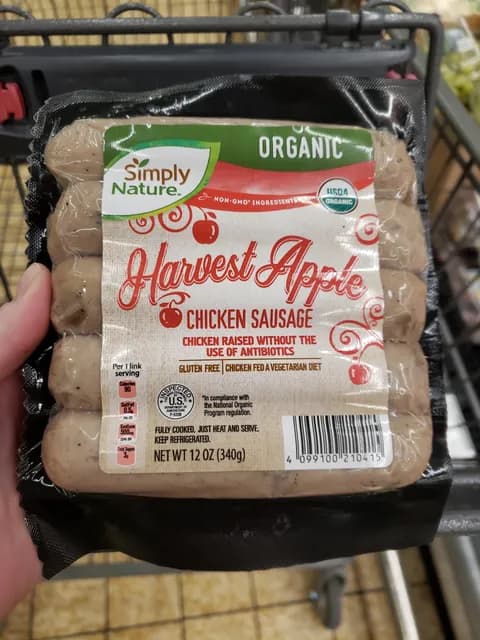 ORGANIC
Simply
Nature.
NON-GMO* INGREDIENTS
USDA
ORGANIC
Harvest Apple
CHICKEN SAUSAGE
CHICKEN RAISED WITHOUT THE
USE OF ANTIBIOTICS
GLUTEN FREE | CHICKEN FED A VEGETARIAN DIET
Per 1 link
serving
Calories
90
INSPECTED
U.S.
*In compliance with
the National Organic
Program regulation.
FULLY COOKED, JUST HEAT AND SERVE.
KEEP REFRIGERATED.
NET WT 12 OZ (340g)
4 099100 210415